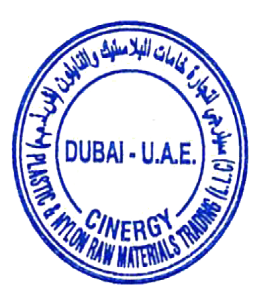 سينرجي لتجارة خامات البلاستيك والنايلون (ش.ذ.م.م)
DUBAI - U.A.E.
CINERGY
PLASTIC & NYLON RAW MATERIALS TRADING (L.L.C)